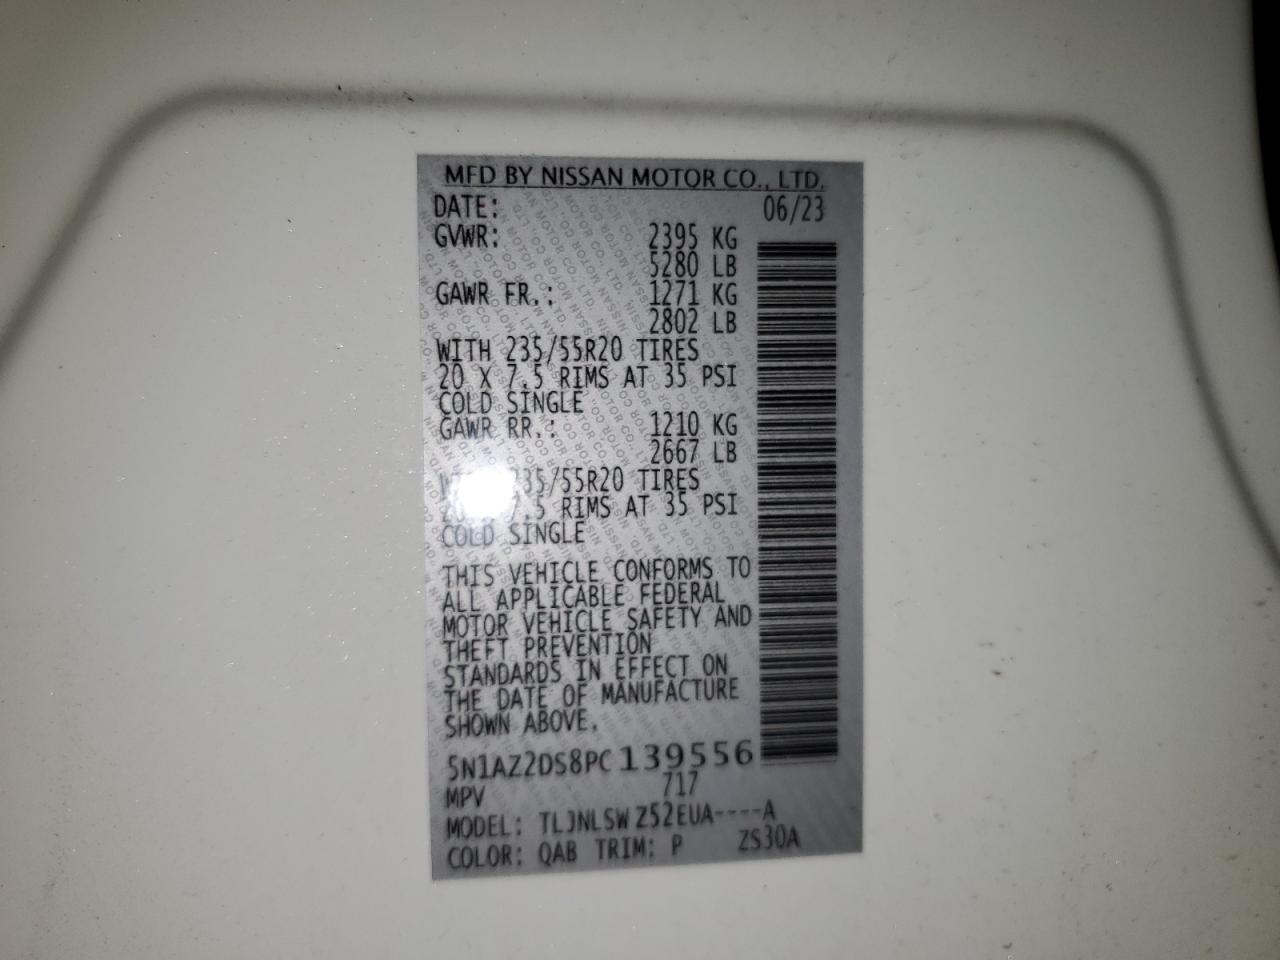 MFD BY NISSAN MOTOR CO., LTD.
DATE: 06/23
GVWR: 2395 KG
5280 LB
GAWR FR.: 1271 KG
2802 LB
WITH 235/55R20 TIRES
20 X 7.5 RIMS AT 35 PSI
COLD SINGLE
GAWR RR.: 1210 KG
2667 LB
235/55R20 TIRES
RIMS AT 35 PSI
COLD SINGLE
THIS VEHICLE CONFORMS TO
ALL APPLICABLE FEDERAL
MOTOR VEHICLE SAFETY AND
THEFT PREVENTION
STANDARDS IN EFFECT ON
THE DATE OF MANUFACTURE
SHOWN ABOVE.
5N1AZ2DS8PC139556
MPV 717
MODEL: TLJNLSWZ52EUA----A
COLOR: QAB TRIM: P ZS30A